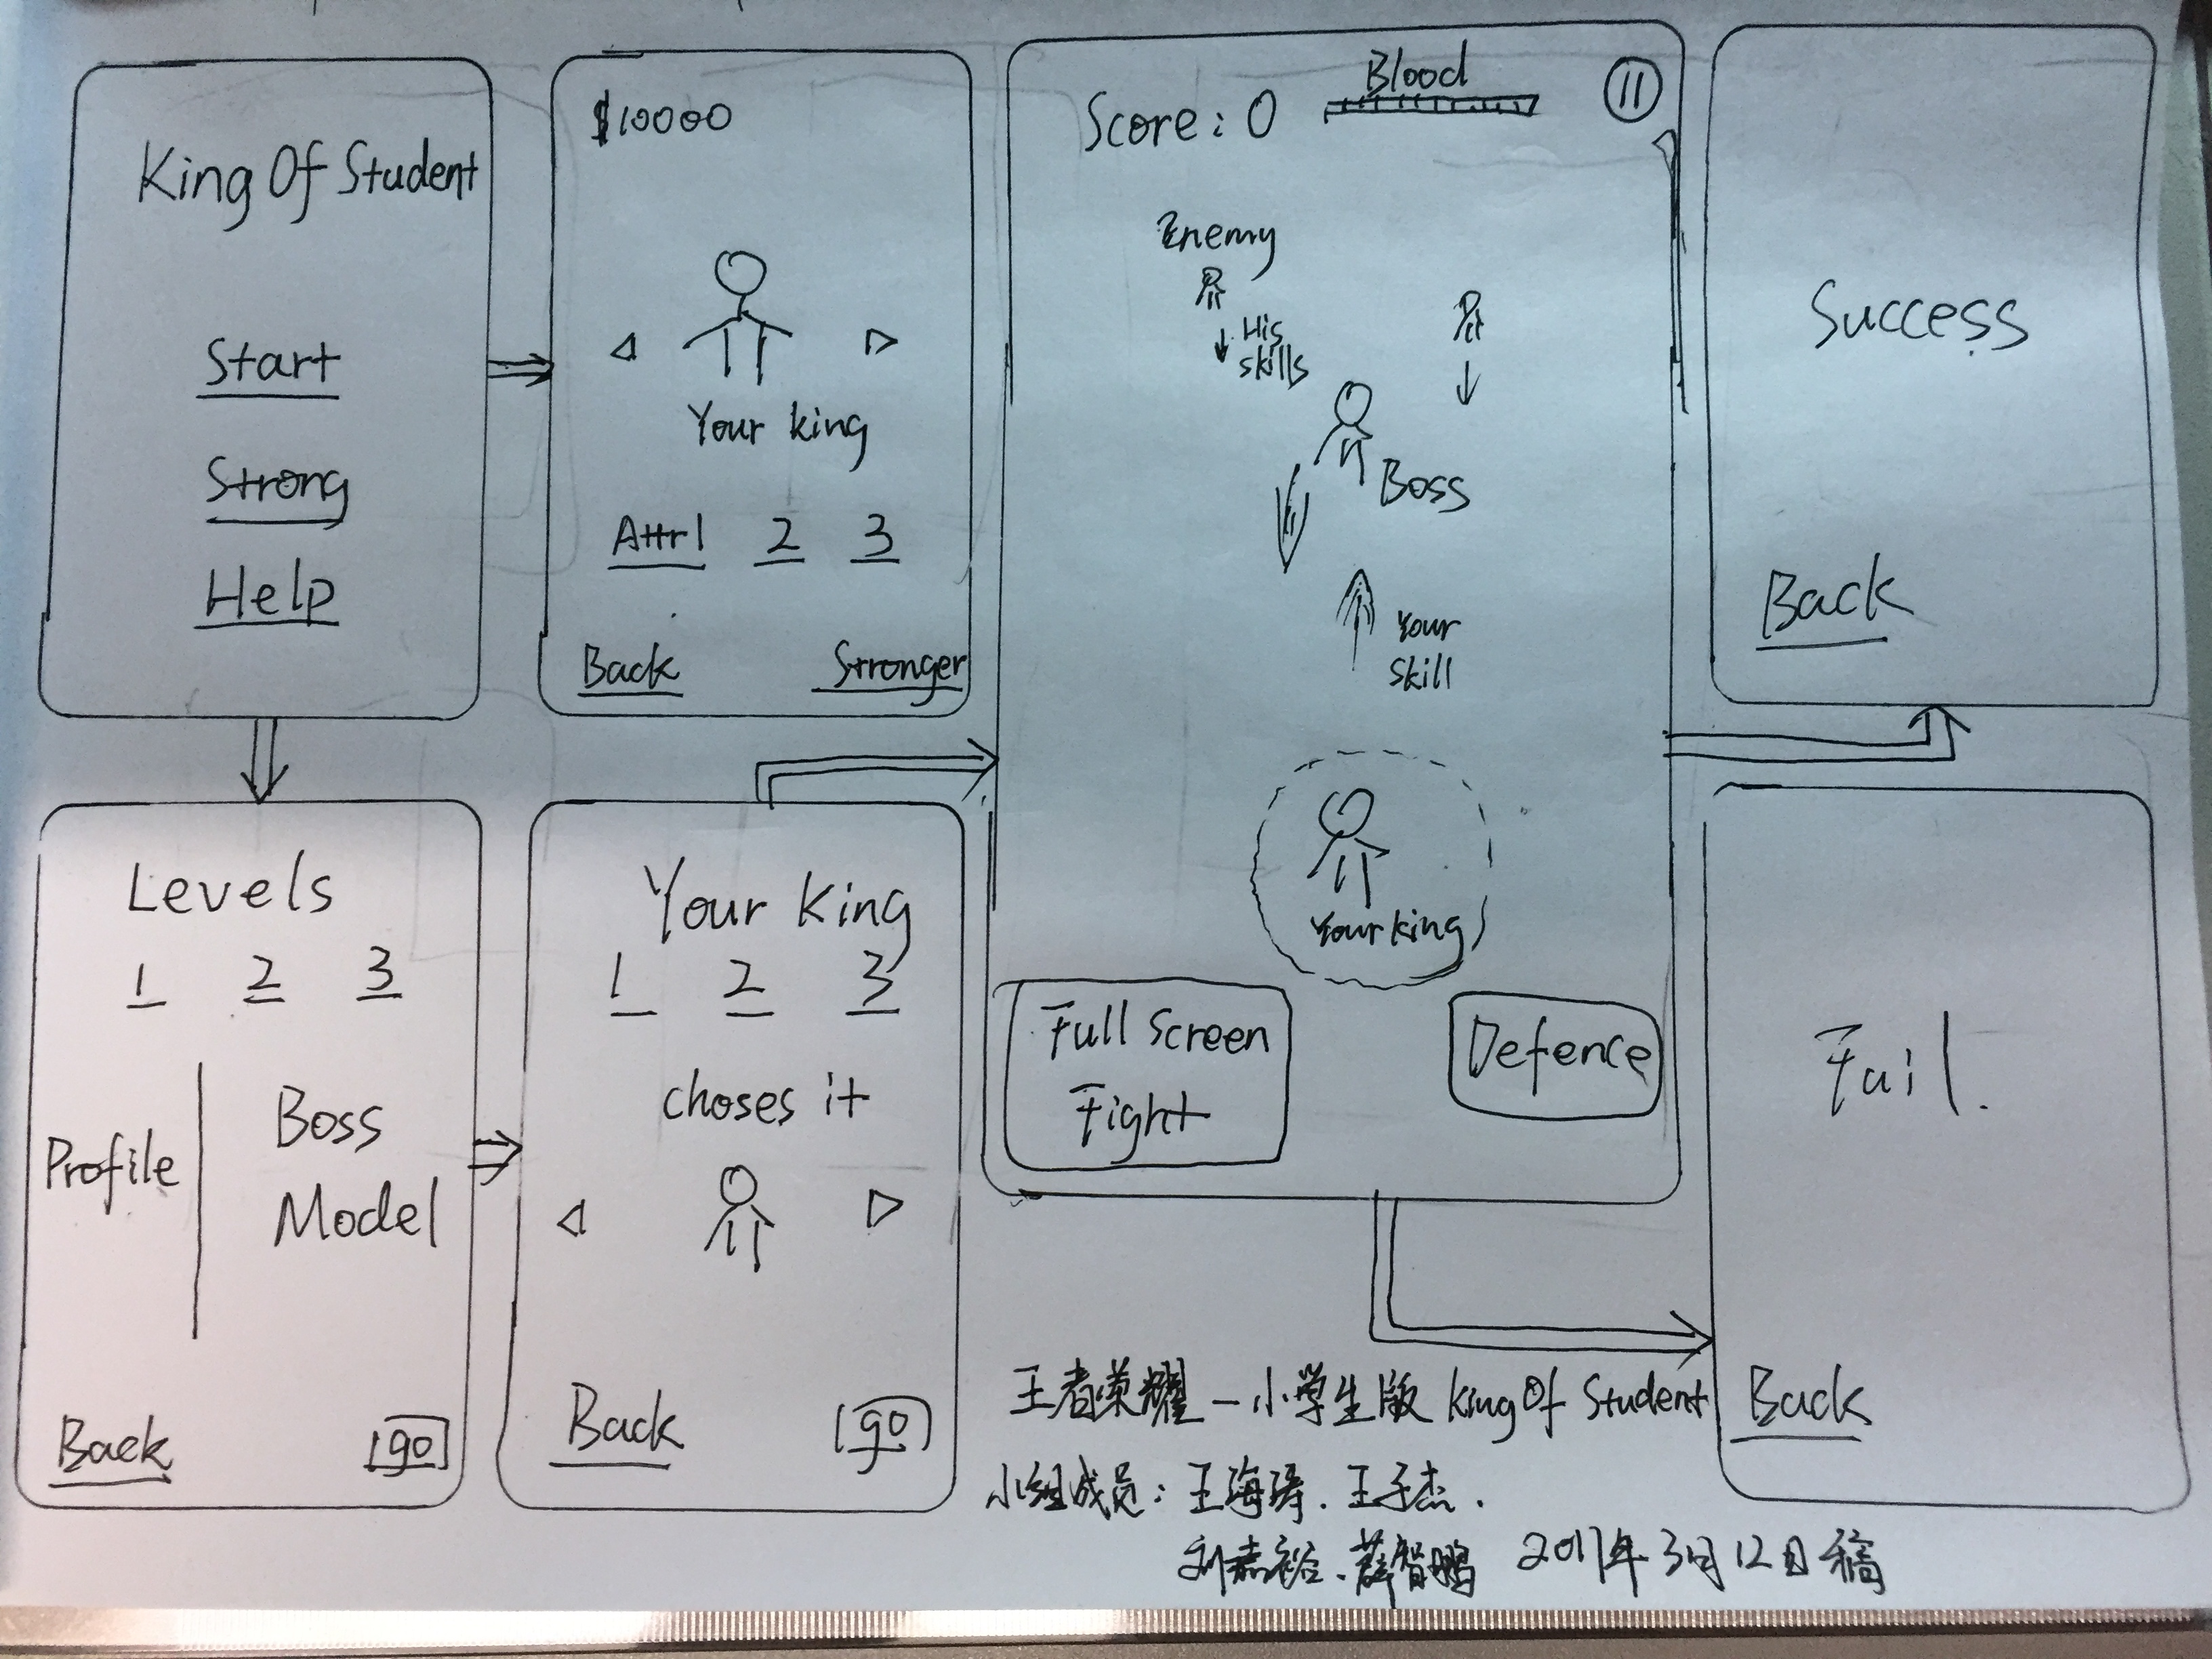 King Of Student
Start
Strong
Help
$10000
Your king
Attr1 2 3
Back Stronger
Score: 0
Blood
Enemy
His
skills
Boss
Your
skill
Your king
Full Screen
Fight
Defence
Success
Back
Levels
1 2 3
Profile
Boss
Model
Back go
Your King
1 2 3
choses it
Back go
Fail.
Back
王者荣耀—小学生版 King Of Student
小组成员：王海涛．王子杰．
刘嘉裕．薛智鹏 2017年3月12日稿